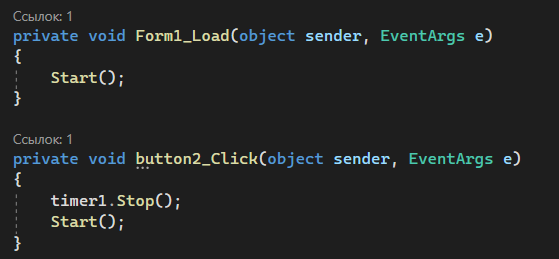 Ссылок: 1
private void Form1_Load(object sender, EventArgs e)
{
    Start();
}
Ссылок: 1
private void button2_Click(object sender, EventArgs e)
{
    timer1.Stop();
    Start();
}